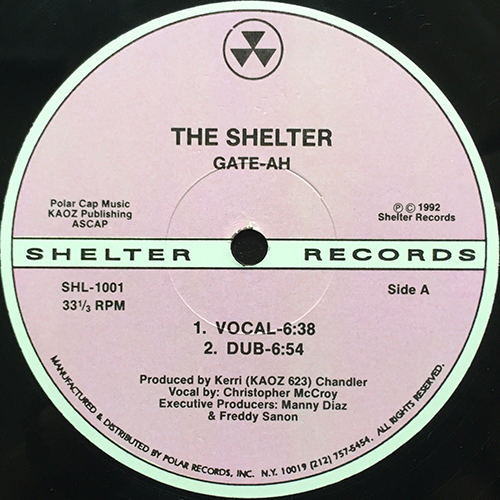 THE SHELTER
GATE-AH
Polar Cap Music
KAOZ Publishing
ASCAP
℗ © 1992
Shelter Records
SHELTER RECORDS
SHL-1001
33⅓ RPM
Side A
1. VOCAL-6:38
2. DUB-6:54
Produced by Kerri (KAOZ 623) Chandler
Vocal by: Christopher McCroy
Executive Producers: Manny Diaz
& Freddy Sanon
MANUFACTURED & DISTRIBUTED BY POLAR RECORDS, INC. N.Y. 10019 (212) 757-5454. ALL RIGHTS RESERVED.